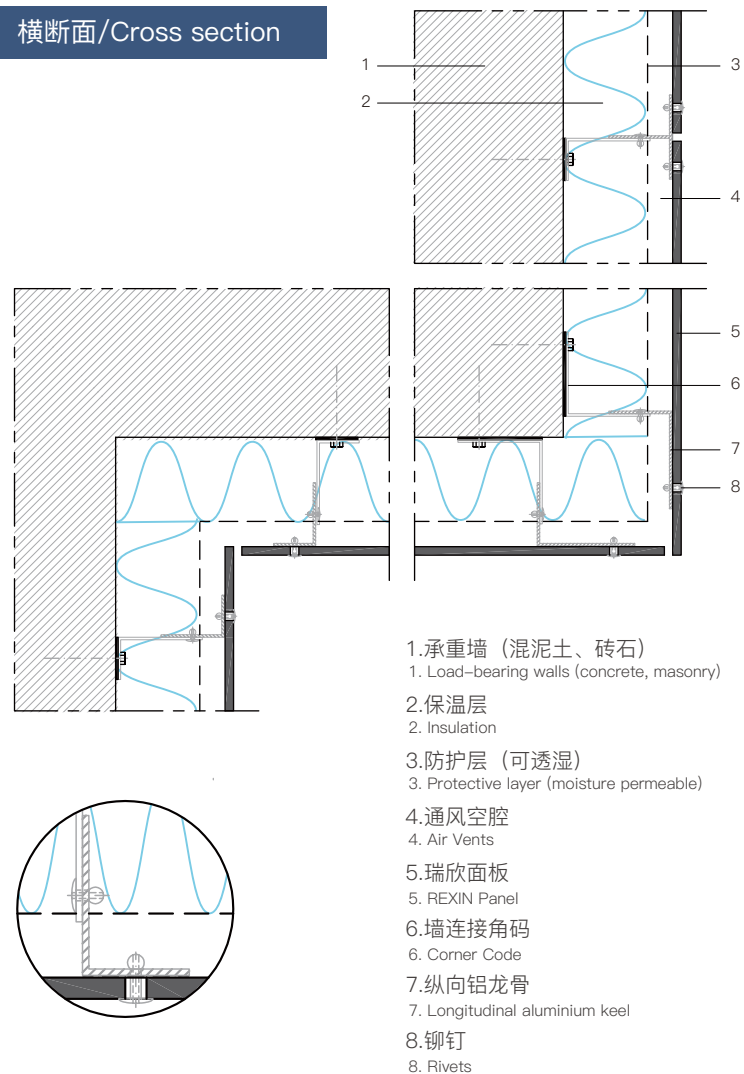 横断面/Cross section
1
2
3
4
5
6
7
8
1.承重墙（混泥土、砖石）
1. Load-bearing walls (concrete, masonry)
2.保温层
2. Insulation
3.防护层（可透湿）
3. Protective layer (moisture permeable)
4.通风空腔
4. Air Vents
5.瑞欣面板
5. REXIN Panel
6.墙连接角码
6. Corner Code
7.纵向铝龙骨
7. Longitudinal aluminium keel
8.铆钉
8. Rivets